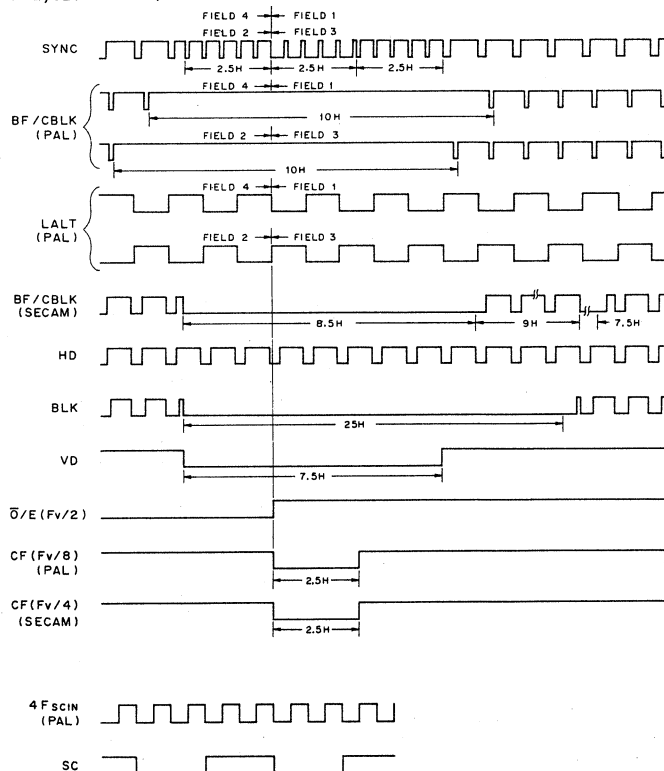 FIELD 4 FIELD 1
FIELD 2 FIELD 3
SYNC
2.5H 2.5H 2.5H
FIELD 4 FIELD 1
BF/CBLK
(PAL)
10H
FIELD 2 FIELD 3
10H
FIELD 4 FIELD 1
LALT
(PAL)
FIELD 2 FIELD 3
BF/CBLK
(SECAM)
8.5H 9H 7.5H
HD
BLK
25H
VD
7.5H
O̅/E(Fv/2)
CF(Fv/8)
(PAL)
2.5H
CF(Fv/4)
(SECAM)
2.5H
4FSCIN
(PAL)
SC